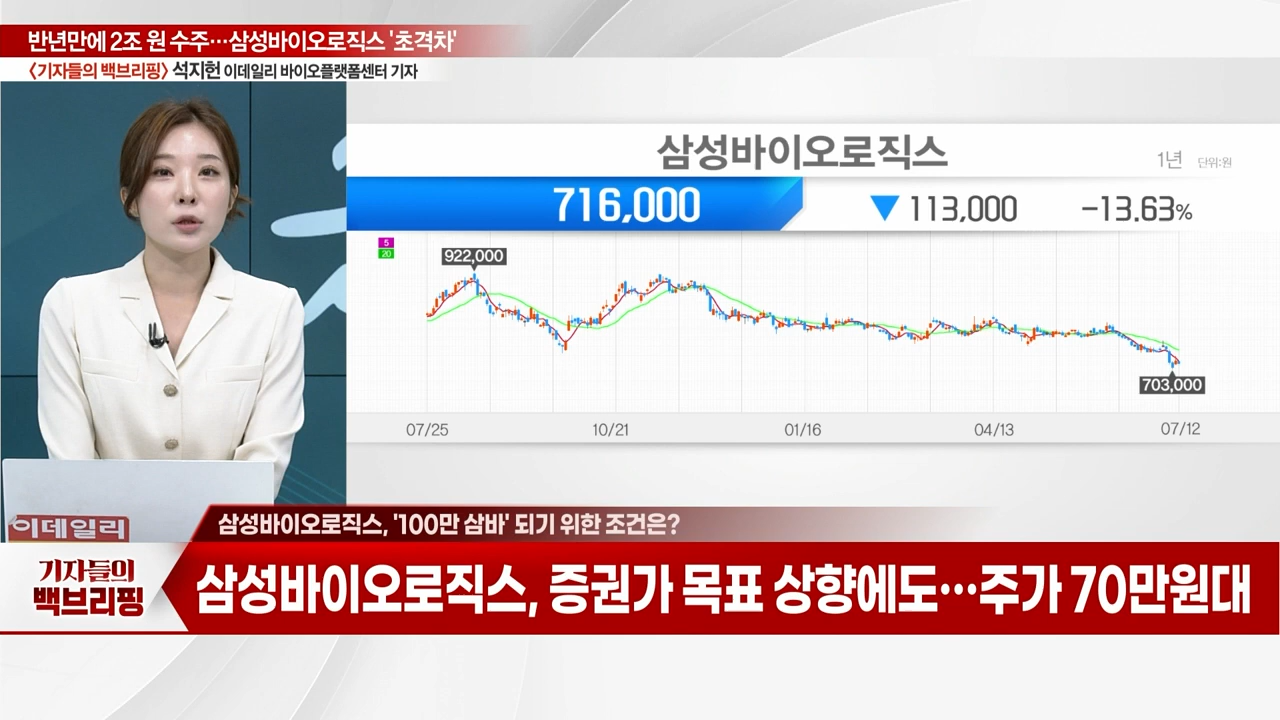 반년만에 2조 원 수주…삼성바이오로직스 '초격차'
<기자들의 백브리핑> 석지헌 이데일리 바이오플랫폼센터 기자
삼성바이오로직스
1년 단위:원
716,000 ▼ 113,000 -13.63%
5
20
922,000
703,000
07/25 10/21 01/16 04/13 07/12
이데일리
삼성바이오로직스, '100만 삼바' 되기 위한 조건은?
기자들의
백브리핑
삼성바이오로직스, 증권가 목표 상향에도…주가 70만원대